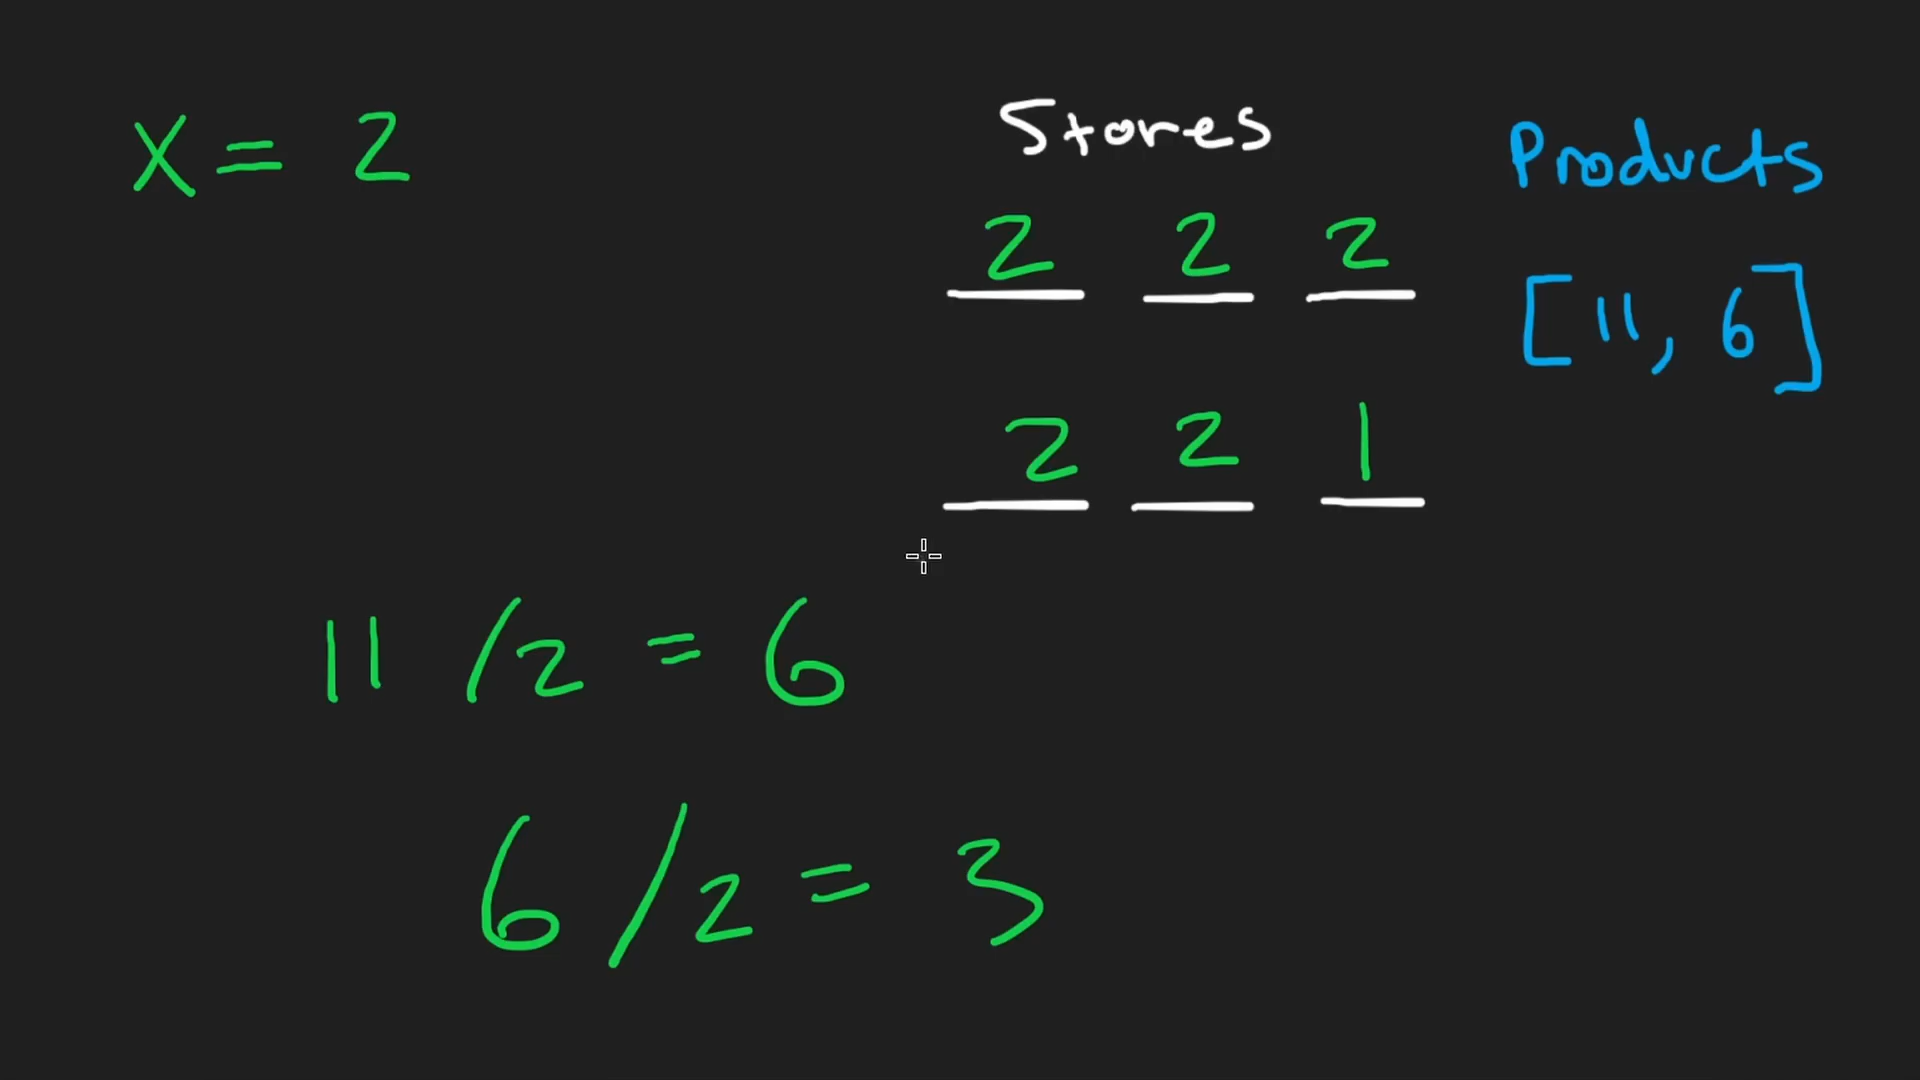 X = 2
Stores
Products
2 2 2
[11, 6]
2 2 1
11 / 2 = 6
6 / 2 = 3